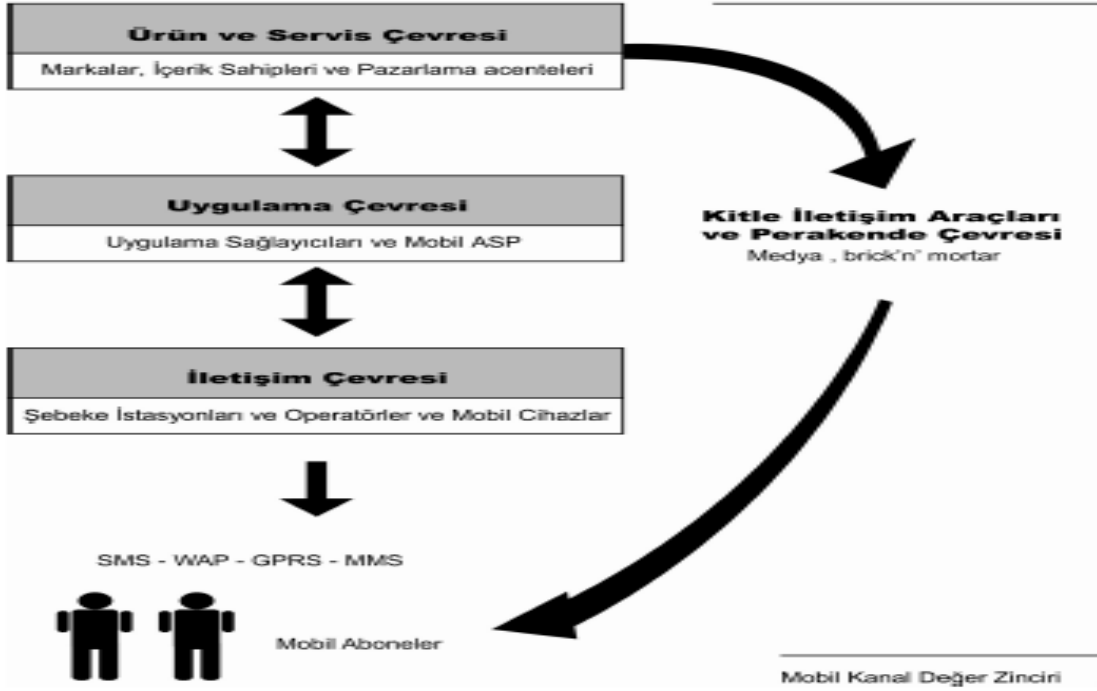 Ürün ve Servis Çevresi
Markalar, İçerik Sahipleri ve Pazarlama acenteleri
Uygulama Çevresi
Uygulama Sağlayıcıları ve Mobil ASP
Kitle İletişim Araçları
ve Perakende Çevresi
Medya , brick'n' mortar
İletişim Çevresi
Şebeke İstasyonları ve Operatörler ve Mobil Cihazlar
SMS - WAP - GPRS - MMS
Mobil Aboneler
Mobil Kanal Değer Zinciri